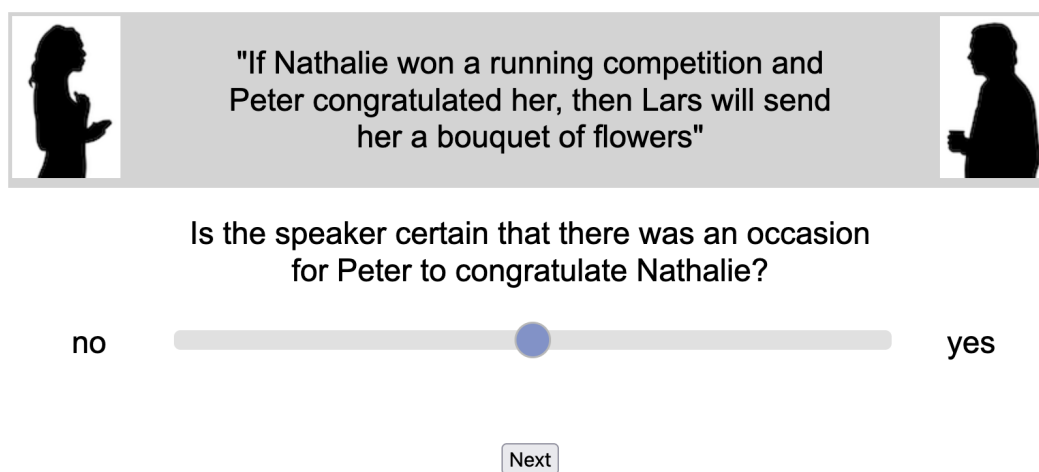 "If Nathalie won a running competition and
Peter congratulated her, then Lars will send
her a bouquet of flowers"
Is the speaker certain that there was an occasion
for Peter to congratulate Nathalie?
no
yes
Next